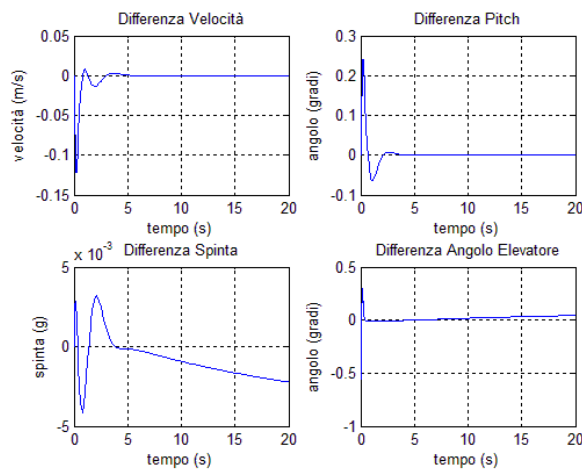 Differenza Velocità
0.05
0
-0.05
-0.1
-0.15
velocità (m/s)
0 5 10 15 20
tempo (s)
Differenza Pitch
0.3
0.2
0.1
0
-0.1
angolo (gradi)
0 5 10 15 20
tempo (s)
x 10^-3
Differenza Spinta
5
0
-5
spinta (g)
0 5 10 15 20
tempo (s)
Differenza Angolo Elevatore
0.5
0
-0.5
-1
angolo (gradi)
0 5 10 15 20
tempo (s)